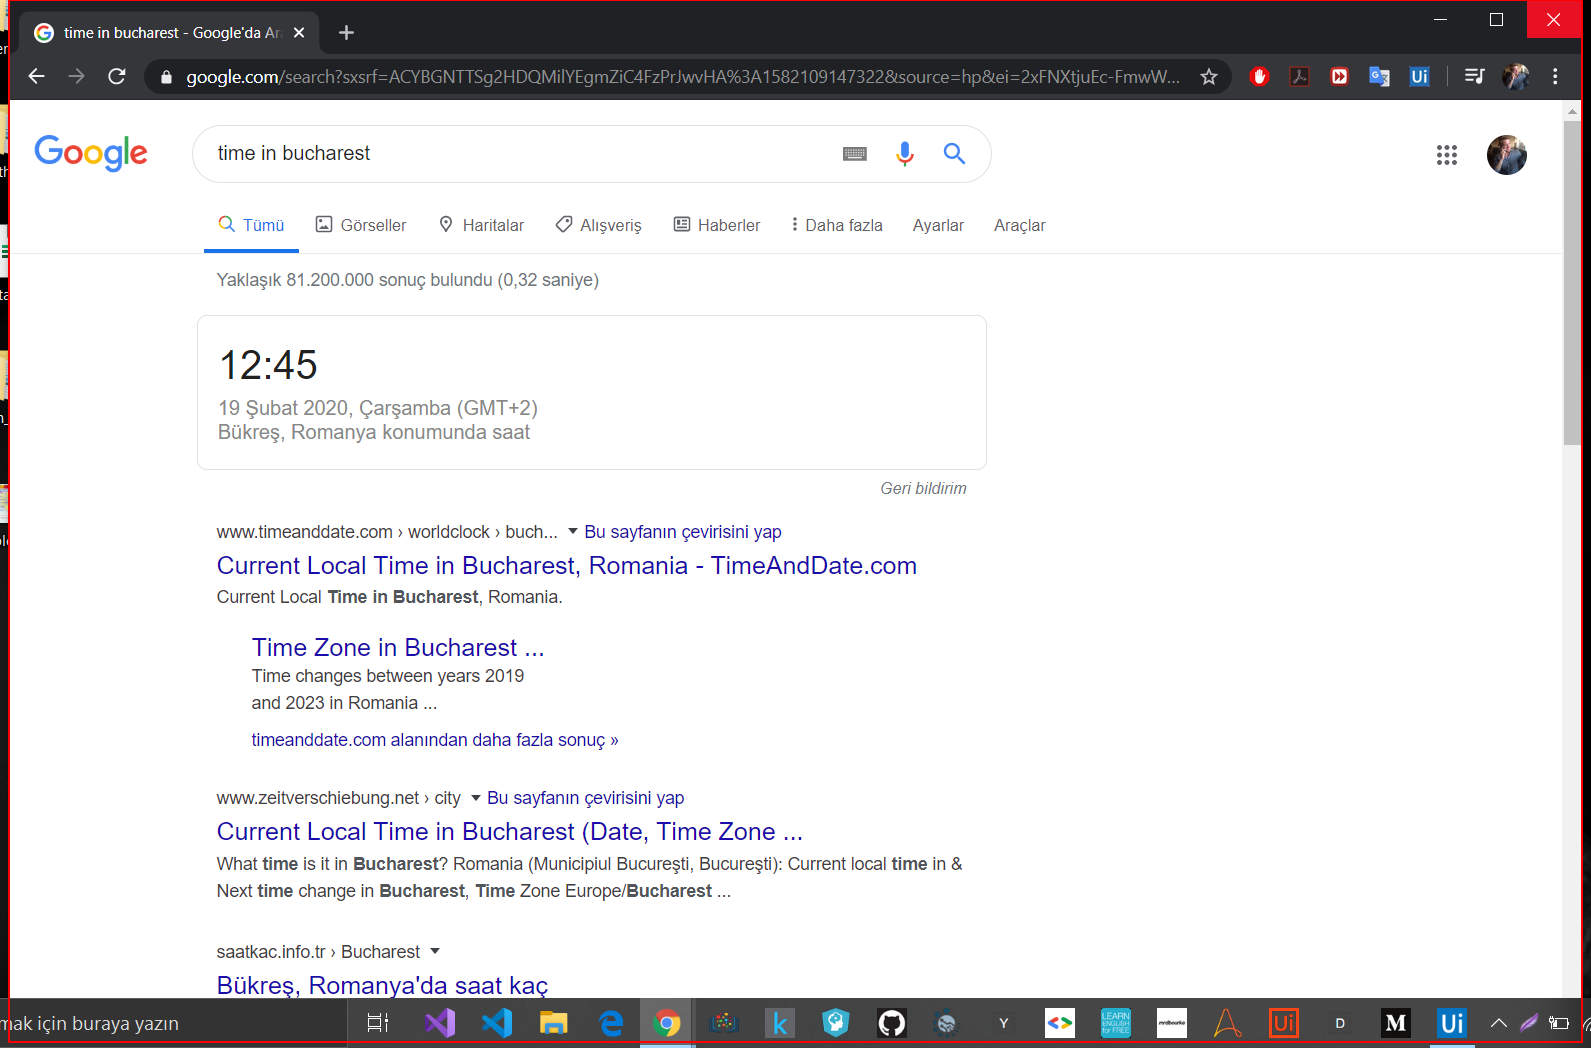 time in bucharest - Google'da Ar
google.com/search?sxsrf=ACYBGNTTSg2HDQMilYEgmZiC4FzPrJwvHA%3A1582109147322&source=hp&ei=2xFNXtjuEc-FmwW...
Google
time in bucharest
Tümü Görseller Haritalar Alışveriş Haberler Daha fazla Ayarlar Araçlar
Yaklaşık 81.200.000 sonuç bulundu (0,32 saniye)
12:45
19 Şubat 2020, Çarşamba (GMT+2)
Bükreş, Romanya konumunda saat
Geri bildirim
www.timeanddate.com › worldclock › buch... Bu sayfanın çevirisini yap
Current Local Time in Bucharest, Romania - TimeAndDate.com
Current Local Time in Bucharest, Romania.
Time Zone in Bucharest ...
Time changes between years 2019
and 2023 in Romania ...
timeanddate.com alanından daha fazla sonuç »
www.zeitverschiebung.net › city Bu sayfanın çevirisini yap
Current Local Time in Bucharest (Date, Time Zone ...
What time is it in Bucharest? Romania (Municipiul Bucureşti, Bucureşti): Current local time in &
Next time change in Bucharest, Time Zone Europe/Bucharest ...
saatkac.info.tr › Bucharest
Bükreş, Romanya'da saat kaç
mak için buraya yazın
k Y LEARN ENGLISH for FREE mrdbourke Ui D M Ui